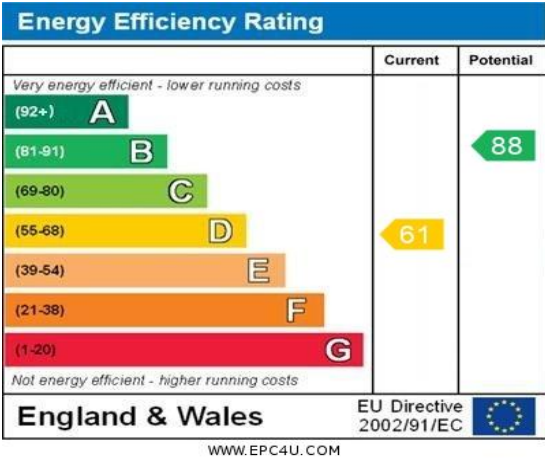 Energy Efficiency Rating
Current Potential
Very energy efficient - lower running costs
(92+) A
(81-91) B
88
(69-80) C
(55-68) D
61
(39-54) E
(21-38) F
(1-20) G
Not energy efficient - higher running costs
England & Wales
EU Directive
2002/91/EC
WWW.EPC4U.COM